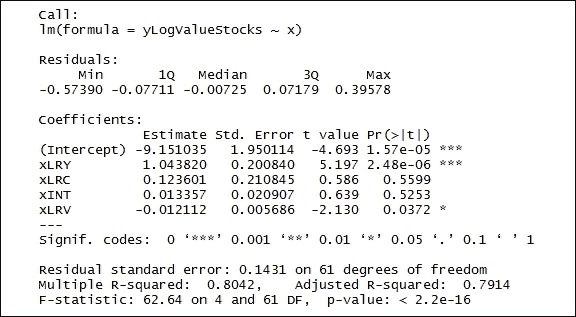 Call:
lm(formula = yLogValueStocks ~ x)
Residuals:
Min 1Q Median 3Q Max
-0.57390 -0.07711 -0.00725 0.07179 0.39578
Coefficients:
Estimate Std. Error t value Pr(>|t|)
(Intercept) -9.151035 1.950114 -4.693 1.57e-05 ***
xLRY 1.043820 0.200840 5.197 2.48e-06 ***
xLRC 0.123601 0.210845 0.586 0.5599
xINT 0.013357 0.020907 0.639 0.5253
xLRV -0.012112 0.005686 -2.130 0.0372 *
---
Signif. codes: 0 ‘***’ 0.001 ‘**’ 0.01 ‘*’ 0.05 ‘.’ 0.1 ‘ ’ 1
Residual standard error: 0.1431 on 61 degrees of freedom
Multiple R-squared: 0.8042, Adjusted R-squared: 0.7914
F-statistic: 62.64 on 4 and 61 DF, p-value: < 2.2e-16